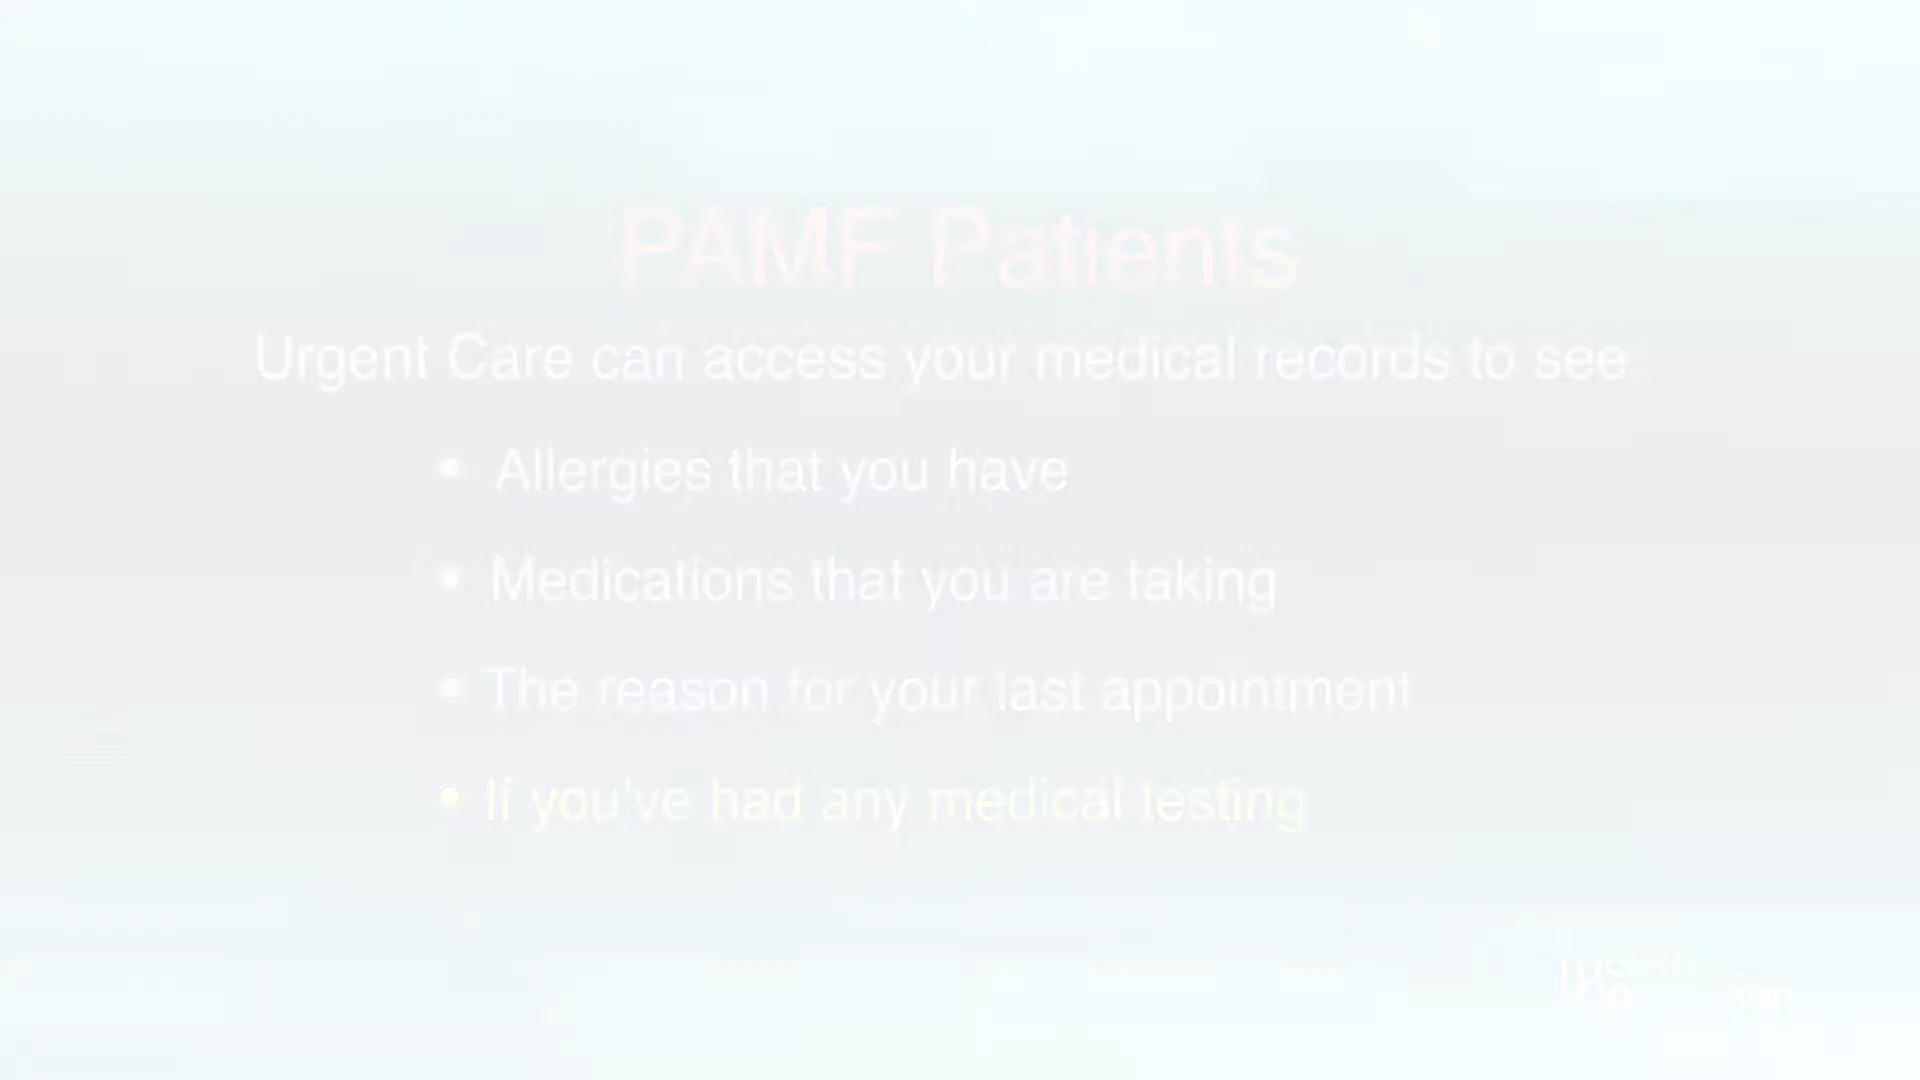 PAMF Patients
Urgent Care can access your medical records to see:
• Allergies that you have
• Medications that you are taking
• The reason for your last appointment
• If you've had any medical testing